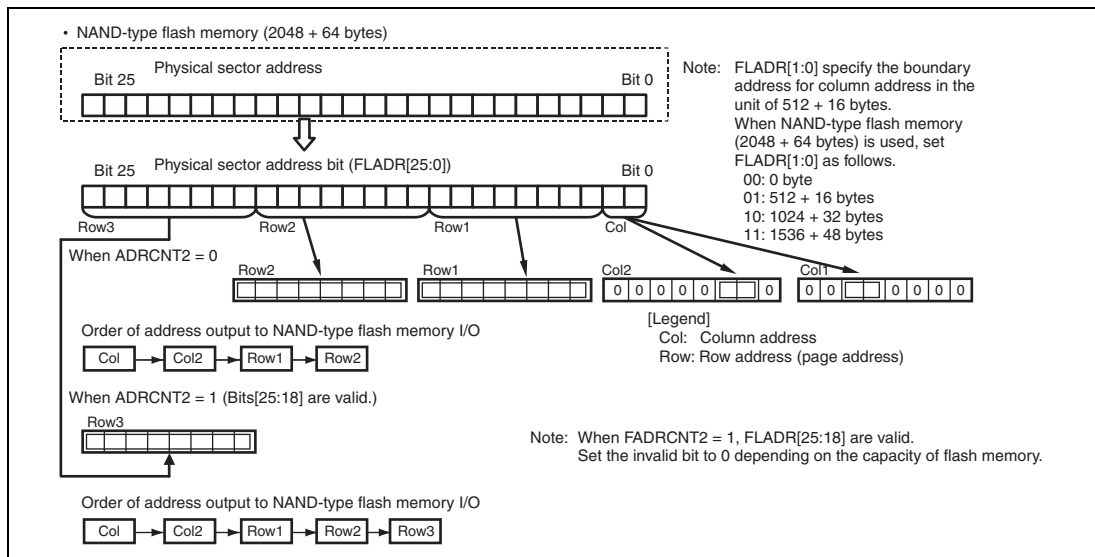 • NAND-type flash memory (2048 + 64 bytes)
Physical sector address
Bit 25
Bit 0
Note: FLADR[1:0] specify the boundary
address for column address in the
unit of 512 + 16 bytes.
When NAND-type flash memory
(2048 + 64 bytes) is used, set
FLADR[1:0] as follows.
00: 0 byte
01: 512 + 16 bytes
10: 1024 + 32 bytes
11: 1536 + 48 bytes
Physical sector address bit (FLADR[25:0])
Bit 25
Bit 0
Row3
Row2
Row1
Col
When ADRCNT2 = 0
Row2
Row1
Col2
Col1
0 0 0 0 0 0
0 0 0 0 0 0
[Legend]
Col: Column address
Row: Row address (page address)
Order of address output to NAND-type flash memory I/O
Col Col2 Row1 Row2
When ADRCNT2 = 1 (Bits[25:18] are valid.)
Row3
Note: When FADRCNT2 = 1, FLADR[25:18] are valid.
Set the invalid bit to 0 depending on the capacity of flash memory.
Order of address output to NAND-type flash memory I/O
Col Col2 Row1 Row2 Row3